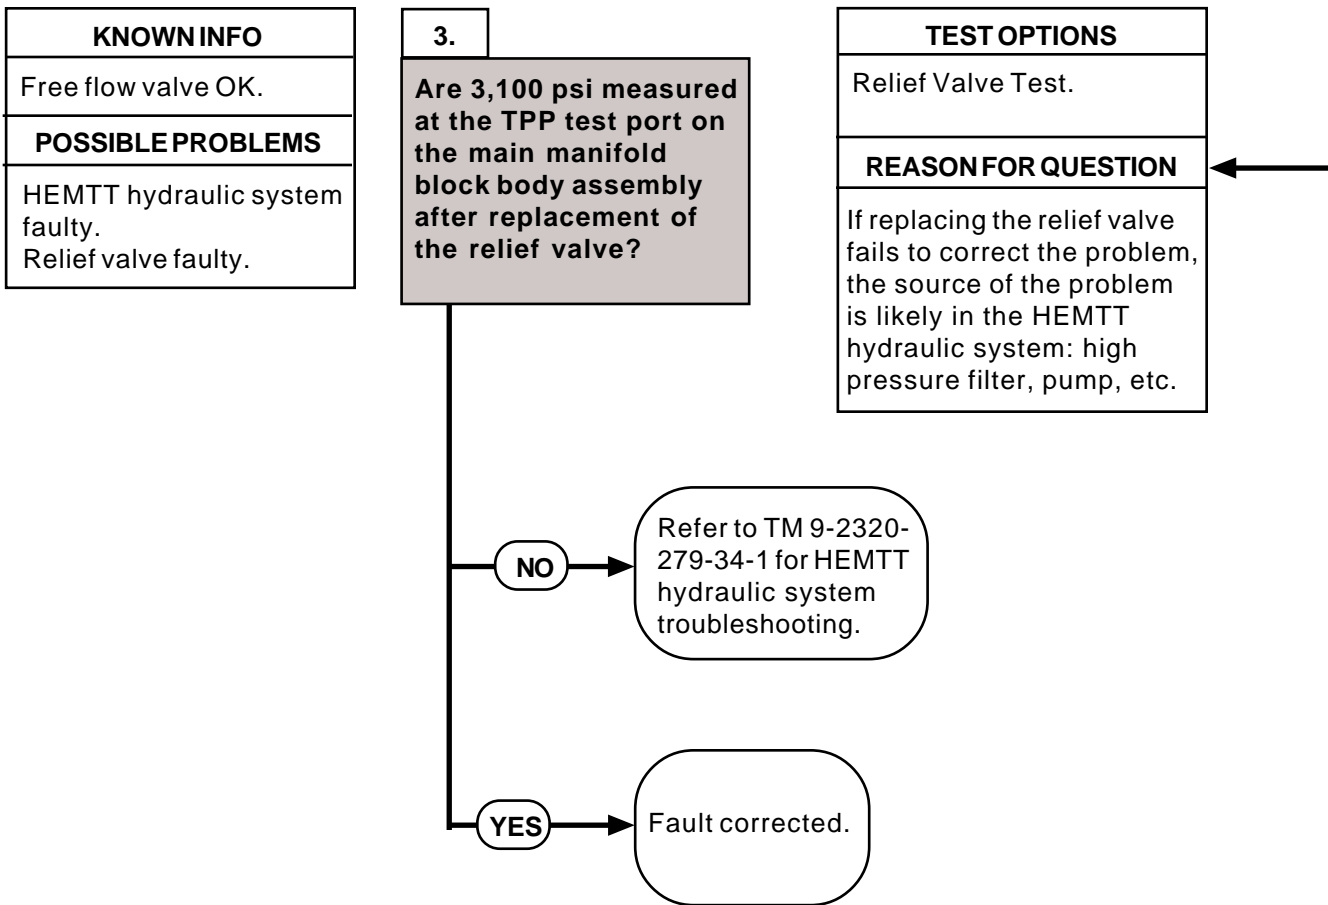 KNOWN INFO
Free flow valve OK.
POSSIBLE PROBLEMS
HEMTT hydraulic system
faulty.
Relief valve faulty.
3.
Are 3,100 psi measured
at the TPP test port on
the main manifold
block body assembly
after replacement of
the relief valve?
TEST OPTIONS
Relief Valve Test.
REASON FOR QUESTION
If replacing the relief valve
fails to correct the problem,
the source of the problem
is likely in the HEMTT
hydraulic system: high
pressure filter, pump, etc.
NO
Refer to TM 9-2320-
279-34-1 for HEMTT
hydraulic system
troubleshooting.
YES
Fault corrected.